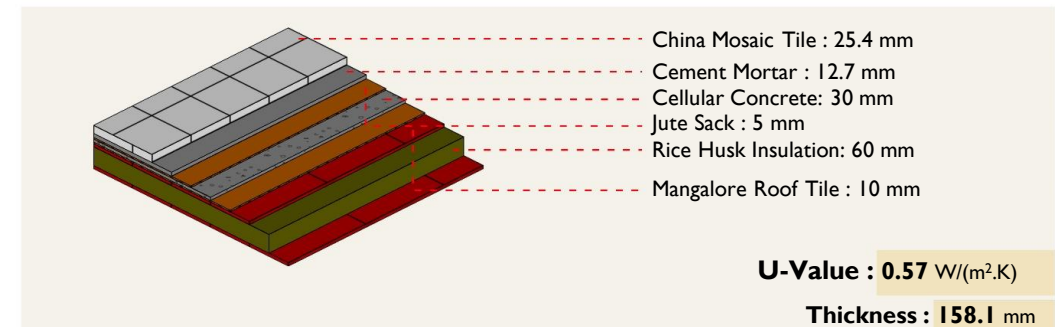 China Mosaic Tile : 25.4 mm
Cement Mortar : 12.7 mm
Cellular Concrete: 30 mm
Jute Sack : 5 mm
Rice Husk Insulation: 60 mm
Mangalore Roof Tile : 10 mm
U-Value : 0.57 W/(m².K)
Thickness : 158.1 mm